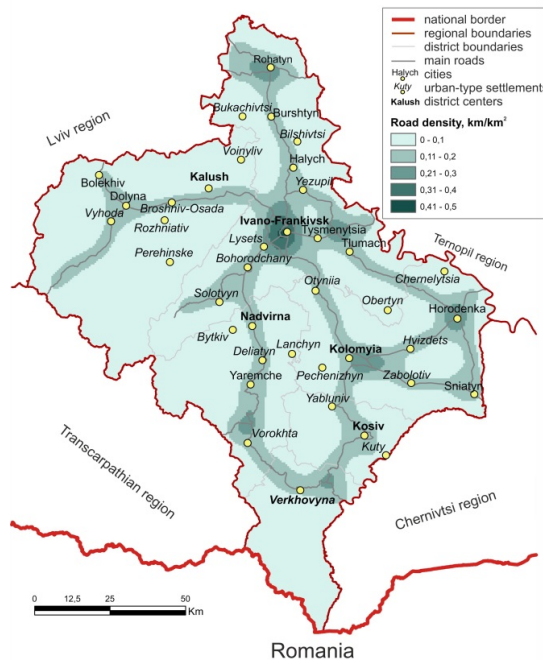 national border
regional boundaries
district boundaries
main roads
Halych cities
Kuty urban-type settlements
Kalush district centers
Road density, km/km²
0 - 0,1
0,11 - 0,2
0,21 - 0,3
0,31 - 0,4
0,41 - 0,5
Rohatyn
Bukachivtsi
Burshtyn
Lviv region
Bilshivtsi
Voinyliv
Halych
Bolekhiv
Kalush
Yezupil
Dolyna
Broshniv-Osada
Vyhoda
Rozhniativ
Ivano-Frankivsk
Tysmenytsia
Lysets
Tlumach
Ternopil region
Perehinske
Bohorodchany
Chernelytsia
Otyniia
Solotvyn
Obertyn
Horodenka
Nadvirna
Bytkiv
Hvizdets
Lanchyn
Kolomyia
Deliatyn
Pechenizhyn
Zabolotiv
Yaremche
Sniatyn
Yabluniv
Kosiv
Vorokhta
Kuty
Transcarpathian region
Verkhovyna
Chernivtsi region
0 12,5 25 50
Km
Romania